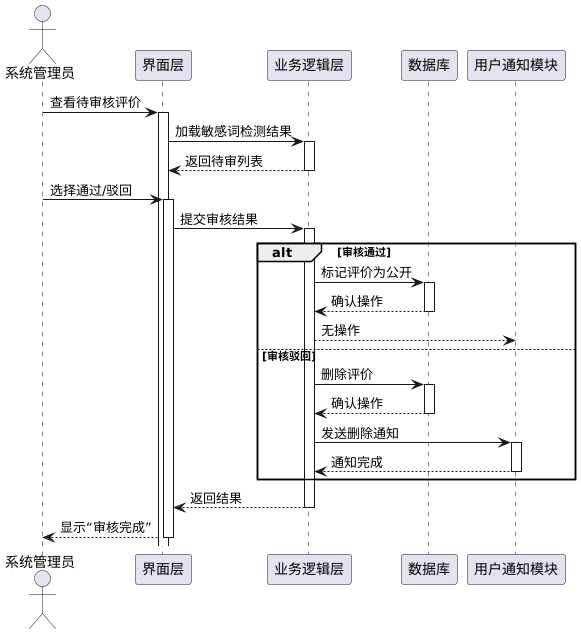 系统管理员
界面层
业务逻辑层
数据库
用户通知模块
查看待审核评价
加载敏感词检测结果
返回待审列表
选择通过/驳回
提交审核结果
alt
[审核通过]
标记评价为公开
确认操作
无操作
[审核驳回]
删除评价
确认操作
发送删除通知
通知完成
返回结果
显示“审核完成”
系统管理员
界面层
业务逻辑层
数据库
用户通知模块